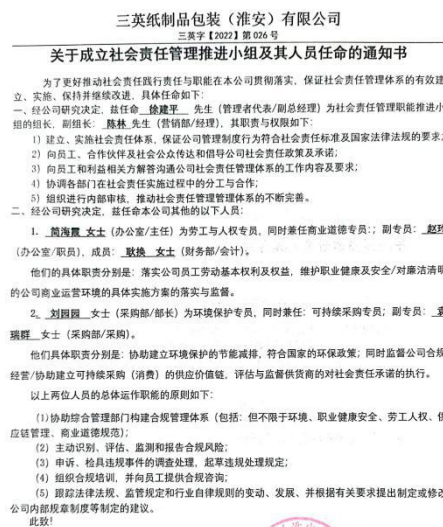 三英纸制品包装（淮安）有限公司
三英字【2022】第 026 号
关于成立社会责任管理推进小组及其人员任命的通知书
为了更好推动社会责任践行责任与职能在本公司贯彻落实，保证社会责任管理体系的有效建
立、实施、保持并继续改进，具体任命如下：
一、经公司研究决定，兹任命 徐建平 先生（管理者代表/副总经理）为社会责任管理职能推进小
组的组长，副组长： 陈林 先生（营销部/经理），其职责与权限如下：
1）建立、实施社会责任体系，保证公司管理制度行为符合社会责任标准及国家法律法规的要求；
2）向员工、合作伙伴及社会公众传达和倡导公司社会责任政策及承诺；
3）向员工和利益相关方解答沟通公司社会责任管理体系的工作内容及要求；
4）协调各部门在社会责任实施过程中的分工与合作；
5）组织进行内部审核，推动社会责任管理管理体系的不断完善。
二、经公司研究决定，兹任命本公司其他的以下人员：
1. 简海霞 女士（办公室/主任）为劳工与人权专员，同时兼任商业道德专员：；副专员： 赵
（办公室/职员），成员： 耿换 女士（财务部/会计）。
他们的具体职责分别是：落实公司员工劳动基本权利及权益，维护职业健康及安全/对廉洁清明
的公司商业运营环境的具体实施方案的落实与监督。
2、刘园园 女士（采购部/部长）为环境保护专员，同时兼任：可持续采购专员；副专员： 袁
瑞群 女士（采购部/采购）。
他们具体职责分别是：协助建立环境保护的节能减排，符合国家的环保政策；同时监督公司合规
经营/协助建立可持续采购（消费）的供应价值链，评估与监督供货商的对社会责任承诺的执行。
以上两位人员的总体运作职能的原则如下：
(1)协助综合管理部门构建合规管理体系（包括：但不限于环境、职业健康安全、劳工人权、供
应链管理、商业道德规范）；
(2) 主动识别、评估、监测和报告合规风险；
(3) 申诉、检具违规事件的调查处理，起草违规处理规定；
(4) 组织合规培训，并向员工提供合规咨询；
(5) 跟踪法律法规、监管规定和行业自律规则的变动、发展、并根据有关要求提出制定或修改
公司内部规章制度等制定的建议。
此致！